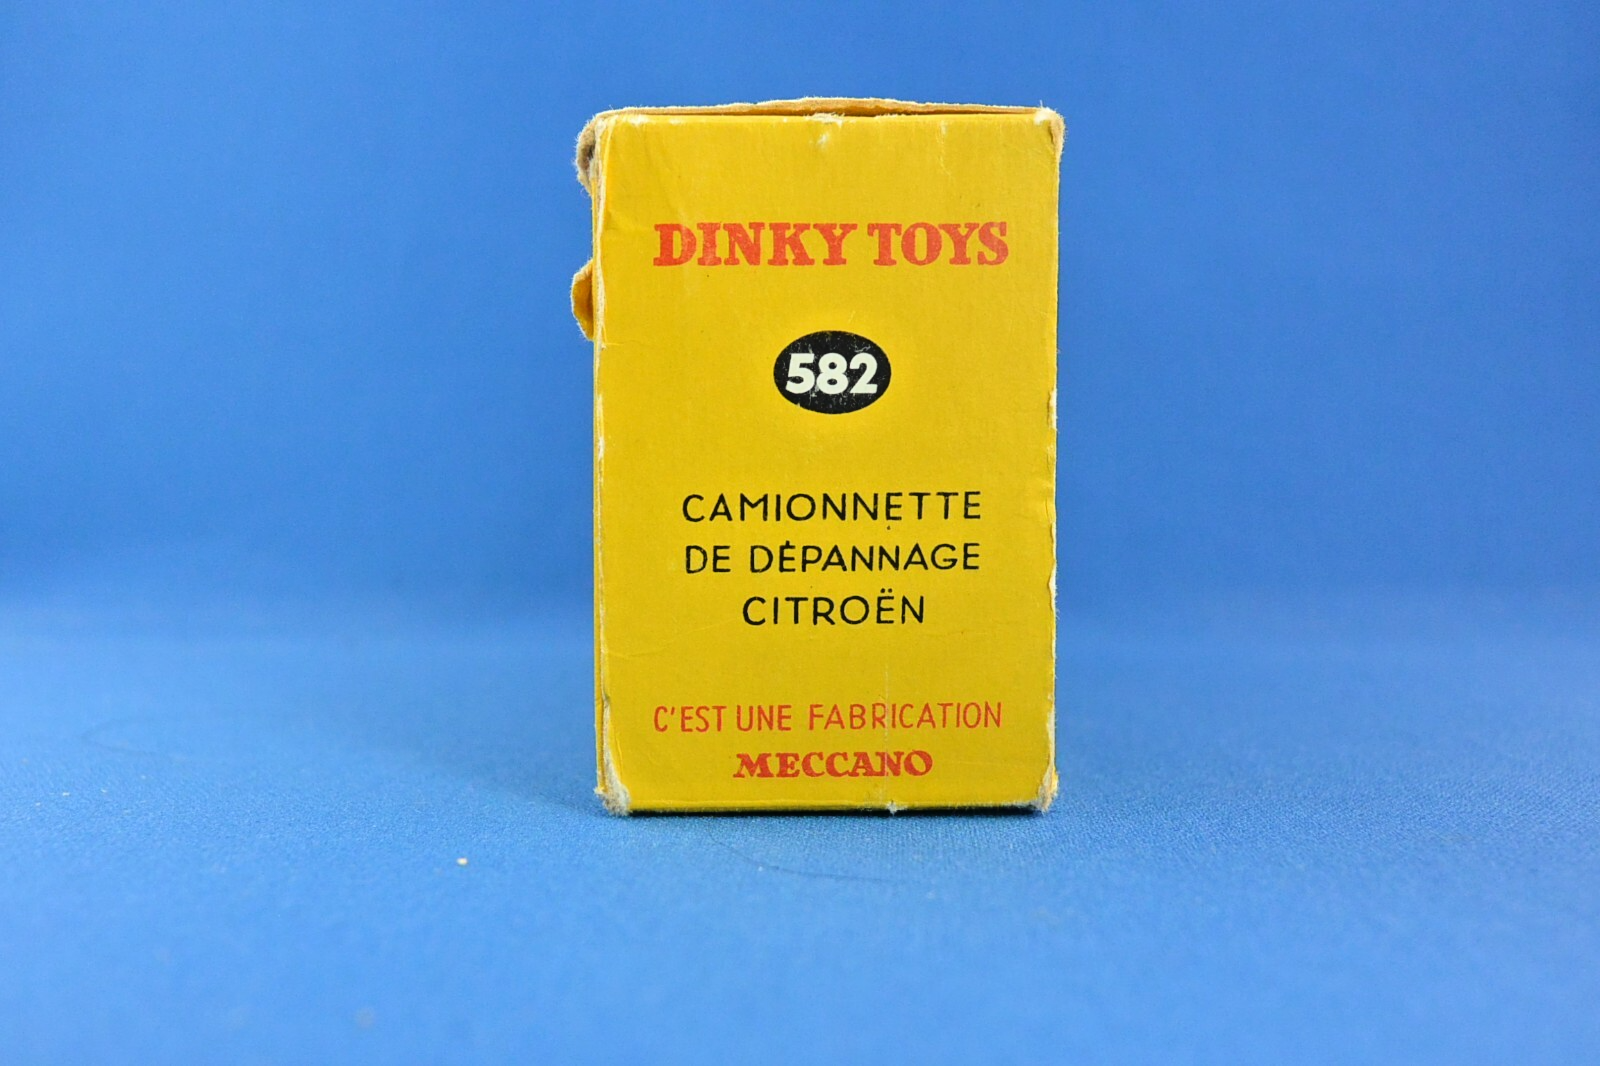 DINKY TOYS
582
CAMIONNETTE
DE DÉPANNAGE
CITROËN
C'EST UNE FABRICATION
MECCANO